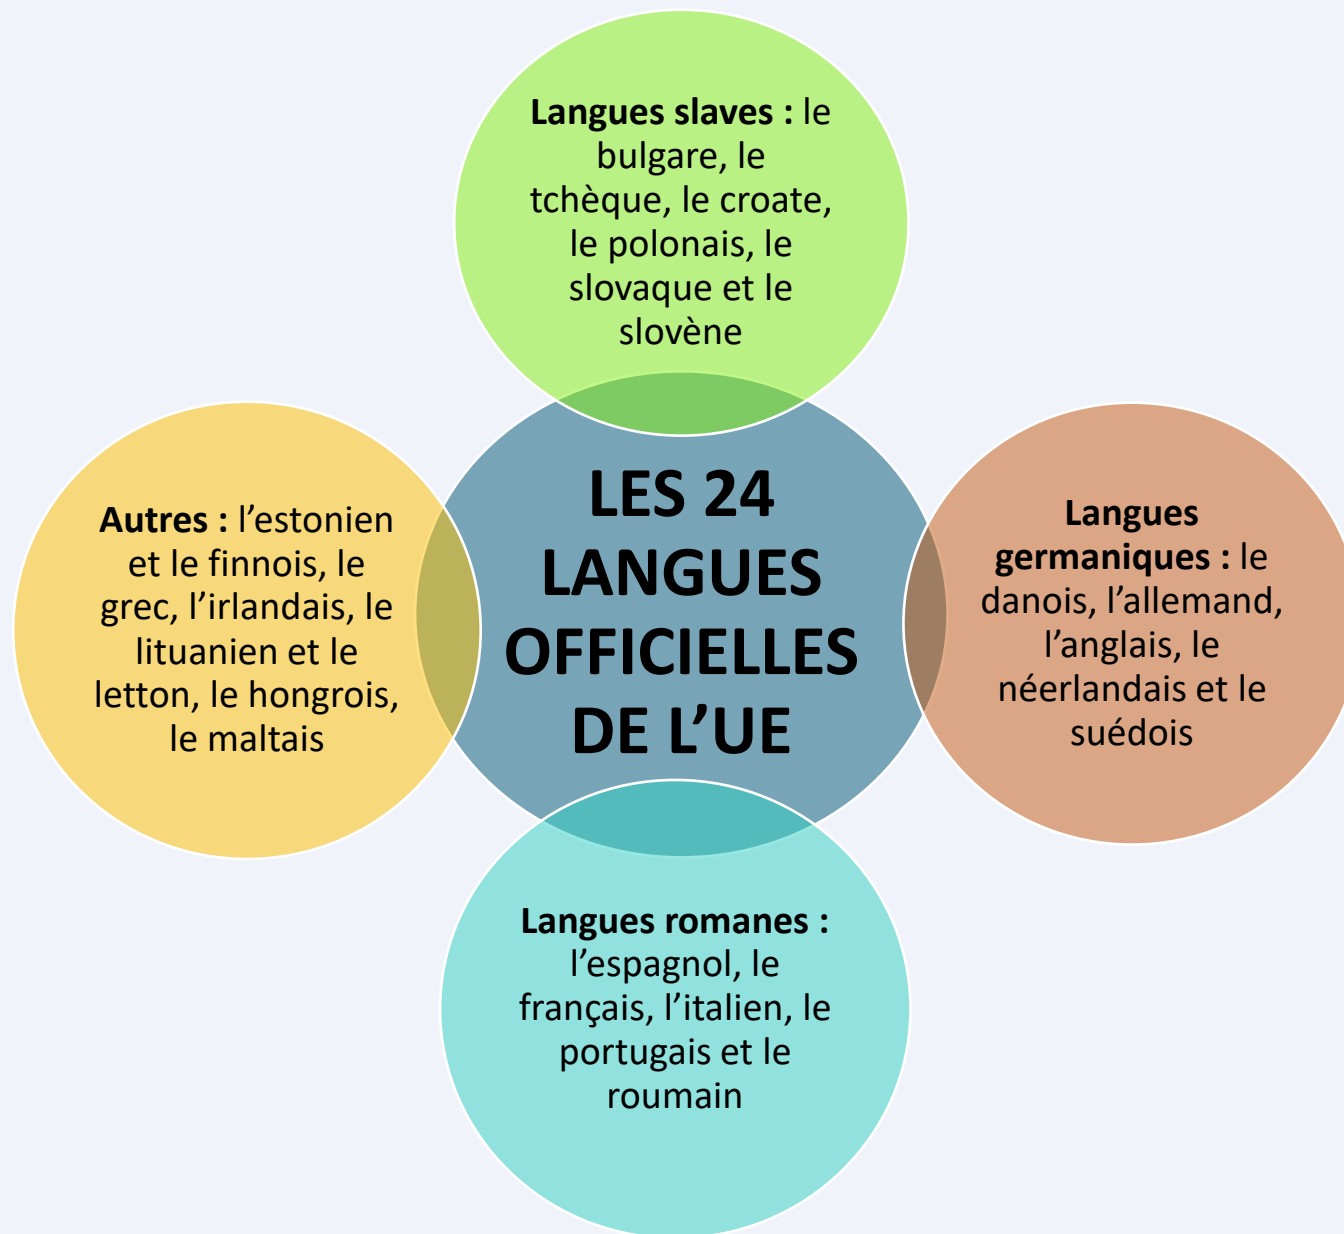 Langues slaves : le
bulgare, le
tchèque, le croate,
le polonais, le
slovaque et le
slovène
Autres : l’estonien
et le finnois, le
grec, l’irlandais, le
lituanien et le
letton, le hongrois,
le maltais
LES 24
LANGUES
OFFICIELLES
DE L’UE
Langues
germaniques : le
danois, l’allemand,
l’anglais, le
néerlandais et le
suédois
Langues romanes :
l’espagnol, le
français, l’italien, le
portugais et le
roumain